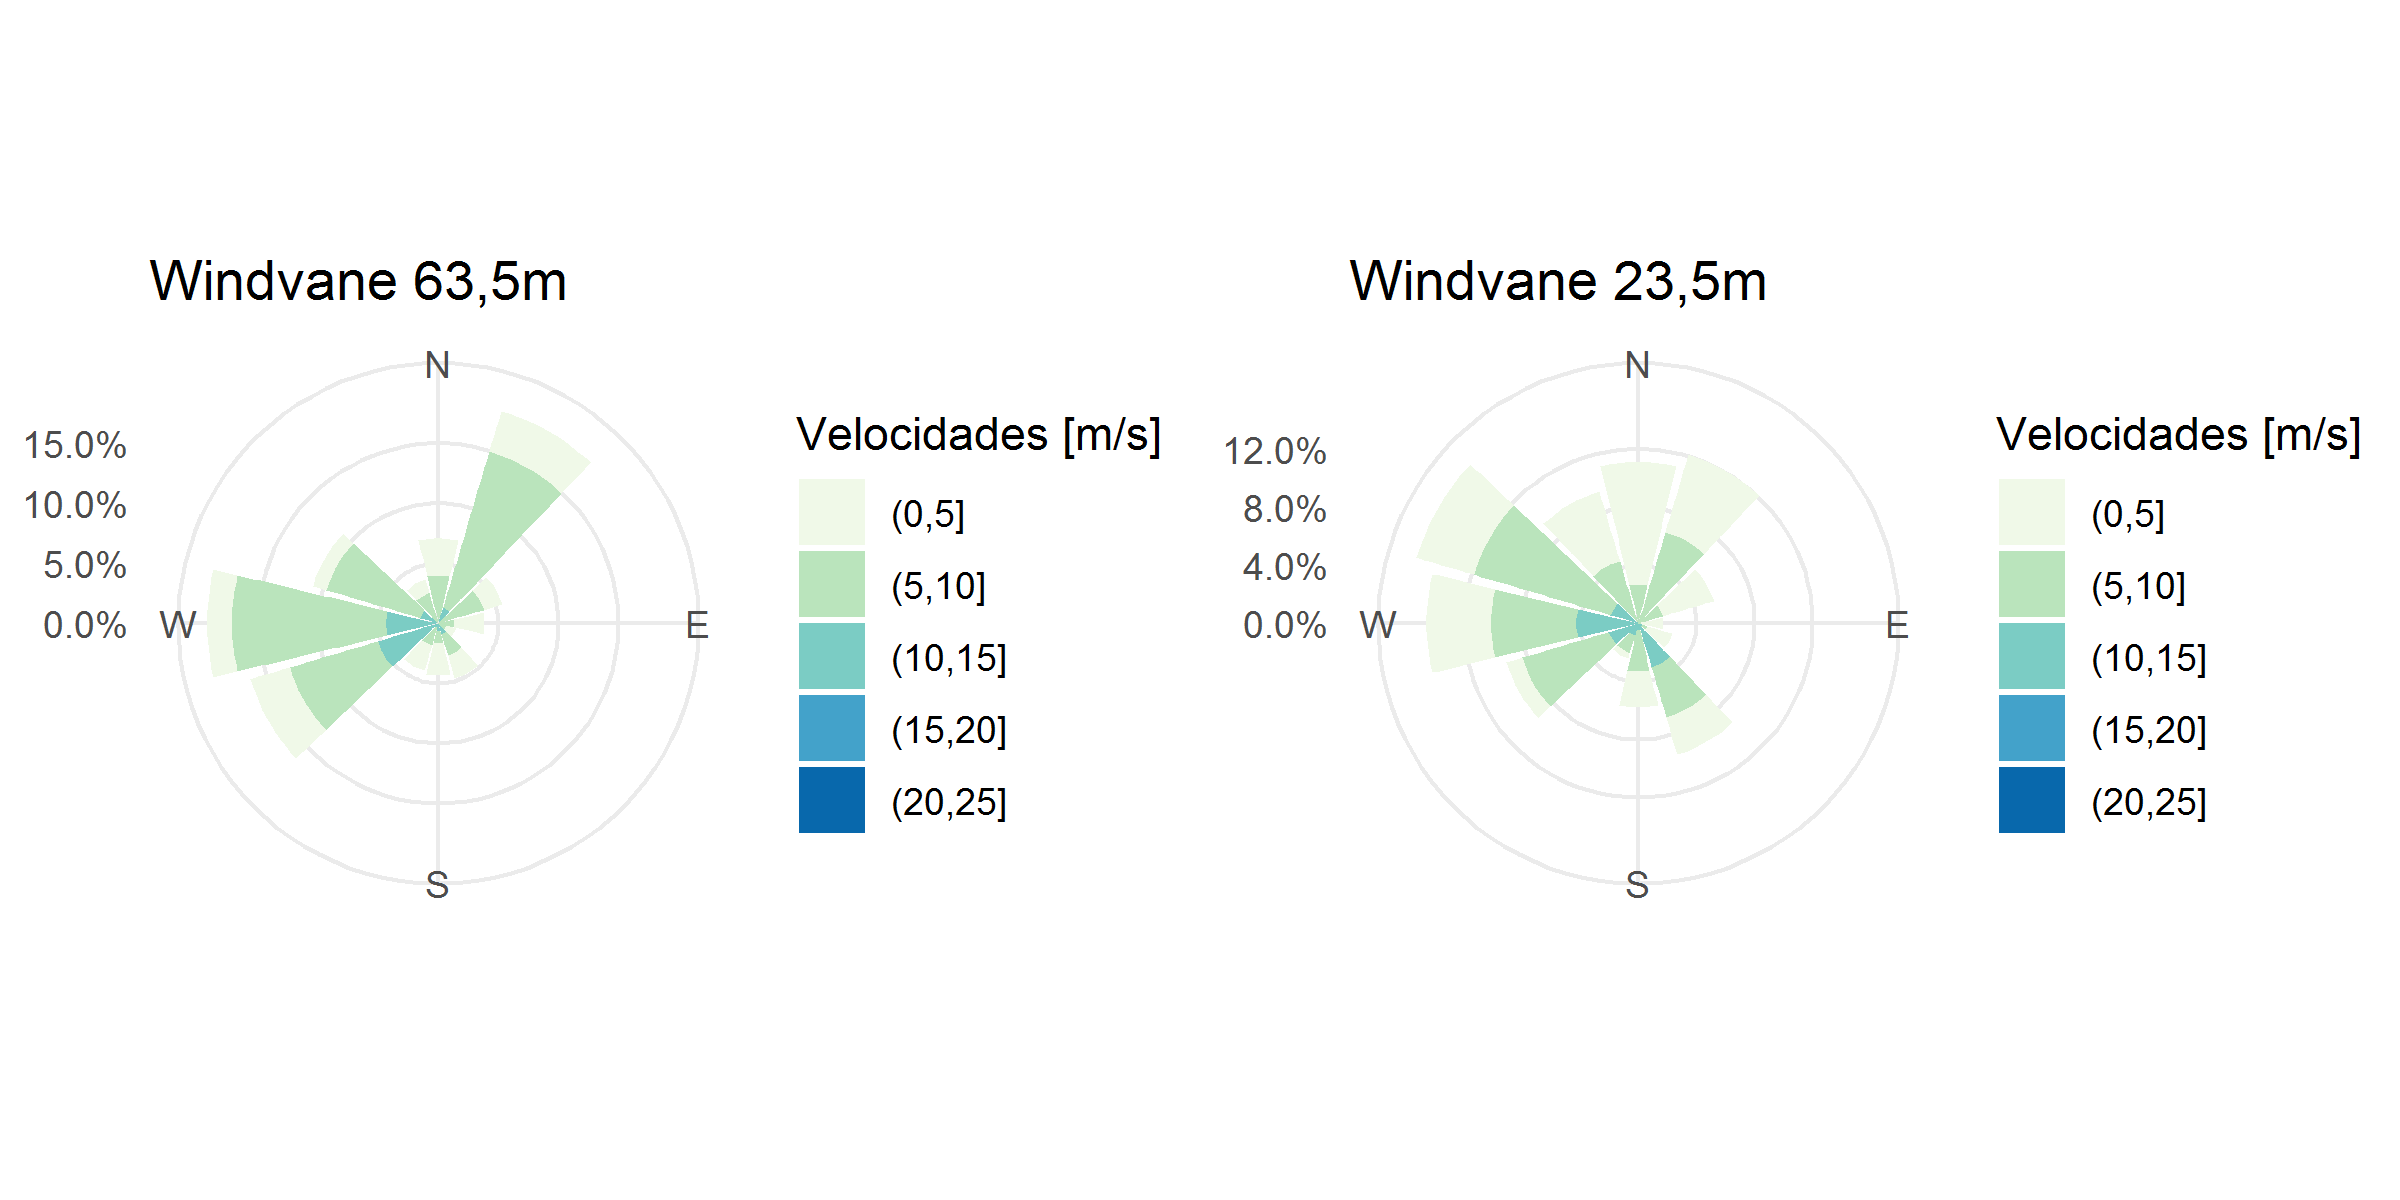 Windvane 63,5m
N
15.0%
10.0%
5.0%
0.0%
W
E
S
Velocidades [m/s]
(0,5]
(5,10]
(10,15]
(15,20]
(20,25]
Windvane 23,5m
N
12.0%
8.0%
4.0%
0.0%
W
E
S
Velocidades [m/s]
(0,5]
(5,10]
(10,15]
(15,20]
(20,25]